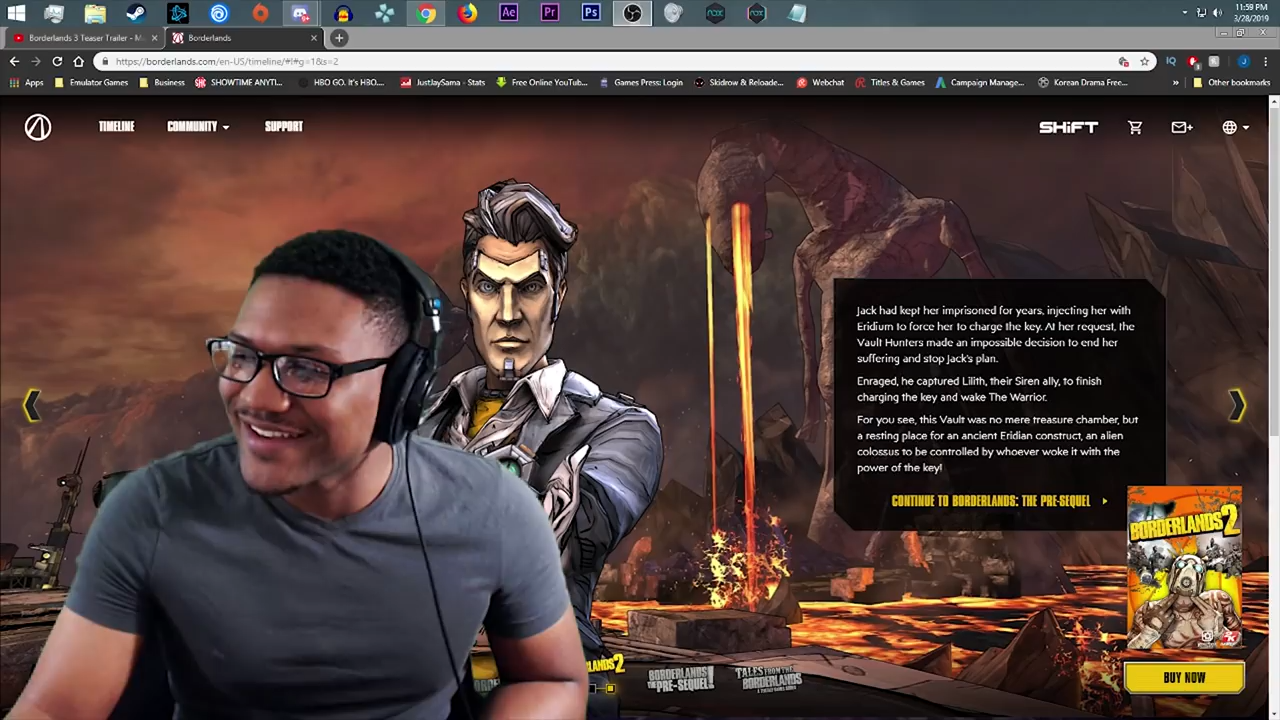 11:59 PM
3/28/2019
Borderlands 3 Teaser Trailer - M
Borderlands
https://borderlands.com/en-US/timeline/#!#g=1&s=2
Apps
Emulator Games
Business
SHOWTIME ANYTI...
HBO GO. It's HBO....
JustJaySama - Stats
Free Online YouTub...
Games Press: Login
Skidrow & Reloade...
Webchat
Titles & Games
Campaign Manage...
Korean Drama Free...
Other bookmarks
TIMELINE
COMMUNITY
SUPPORT
SHiFT
Jack had kept her imprisoned for years, injecting her with
Eridium to force her to charge the key. At her request, the
Vault Hunters made an impossible decision to end her
suffering and stop Jack's plan.
Enraged, he captured Lilith, their Siren ally, to finish
charging the key and wake The Warrior.
For you see, this Vault was no mere treasure chamber, but
a resting place for an ancient Eridian construct, an alien
colossus to be controlled by whoever woke it with the
power of the key!
CONTINUE TO BORDERLANDS: THE PRE-SEQUEL
BORDERLANDS 2
BORDERLANDS
THE PRE-SEQUEL!
TALES FROM THE
BORDERLANDS
BUY NOW